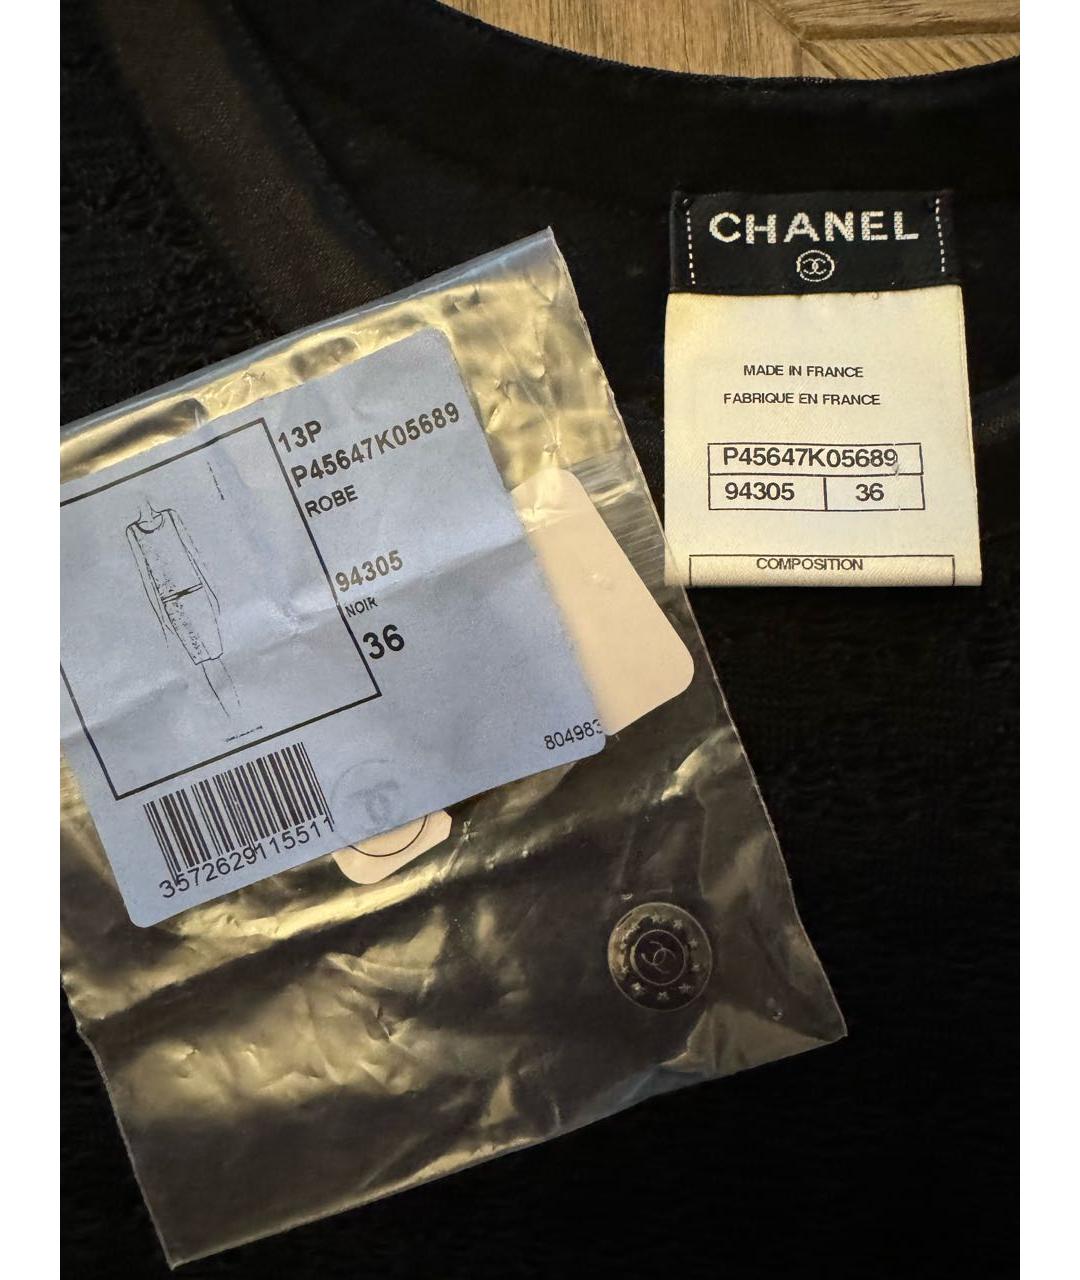 CHANEL
MADE IN FRANCE
FABRIQUE EN FRANCE
P45647K05689
94305 36
COMPOSITION
13P
P45647K05689
ROBE
94305
NOIR
36
804983
3572629115511